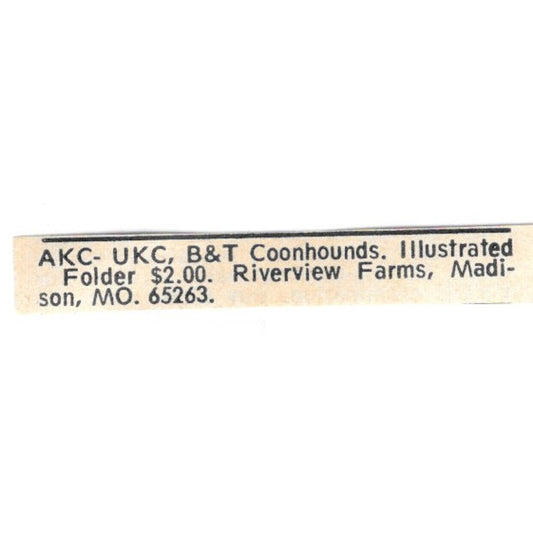 AKC- UKC, B&T Coonhounds. Illustrated
Folder $2.00. Riverview Farms, Madi-
son, MO. 65263.